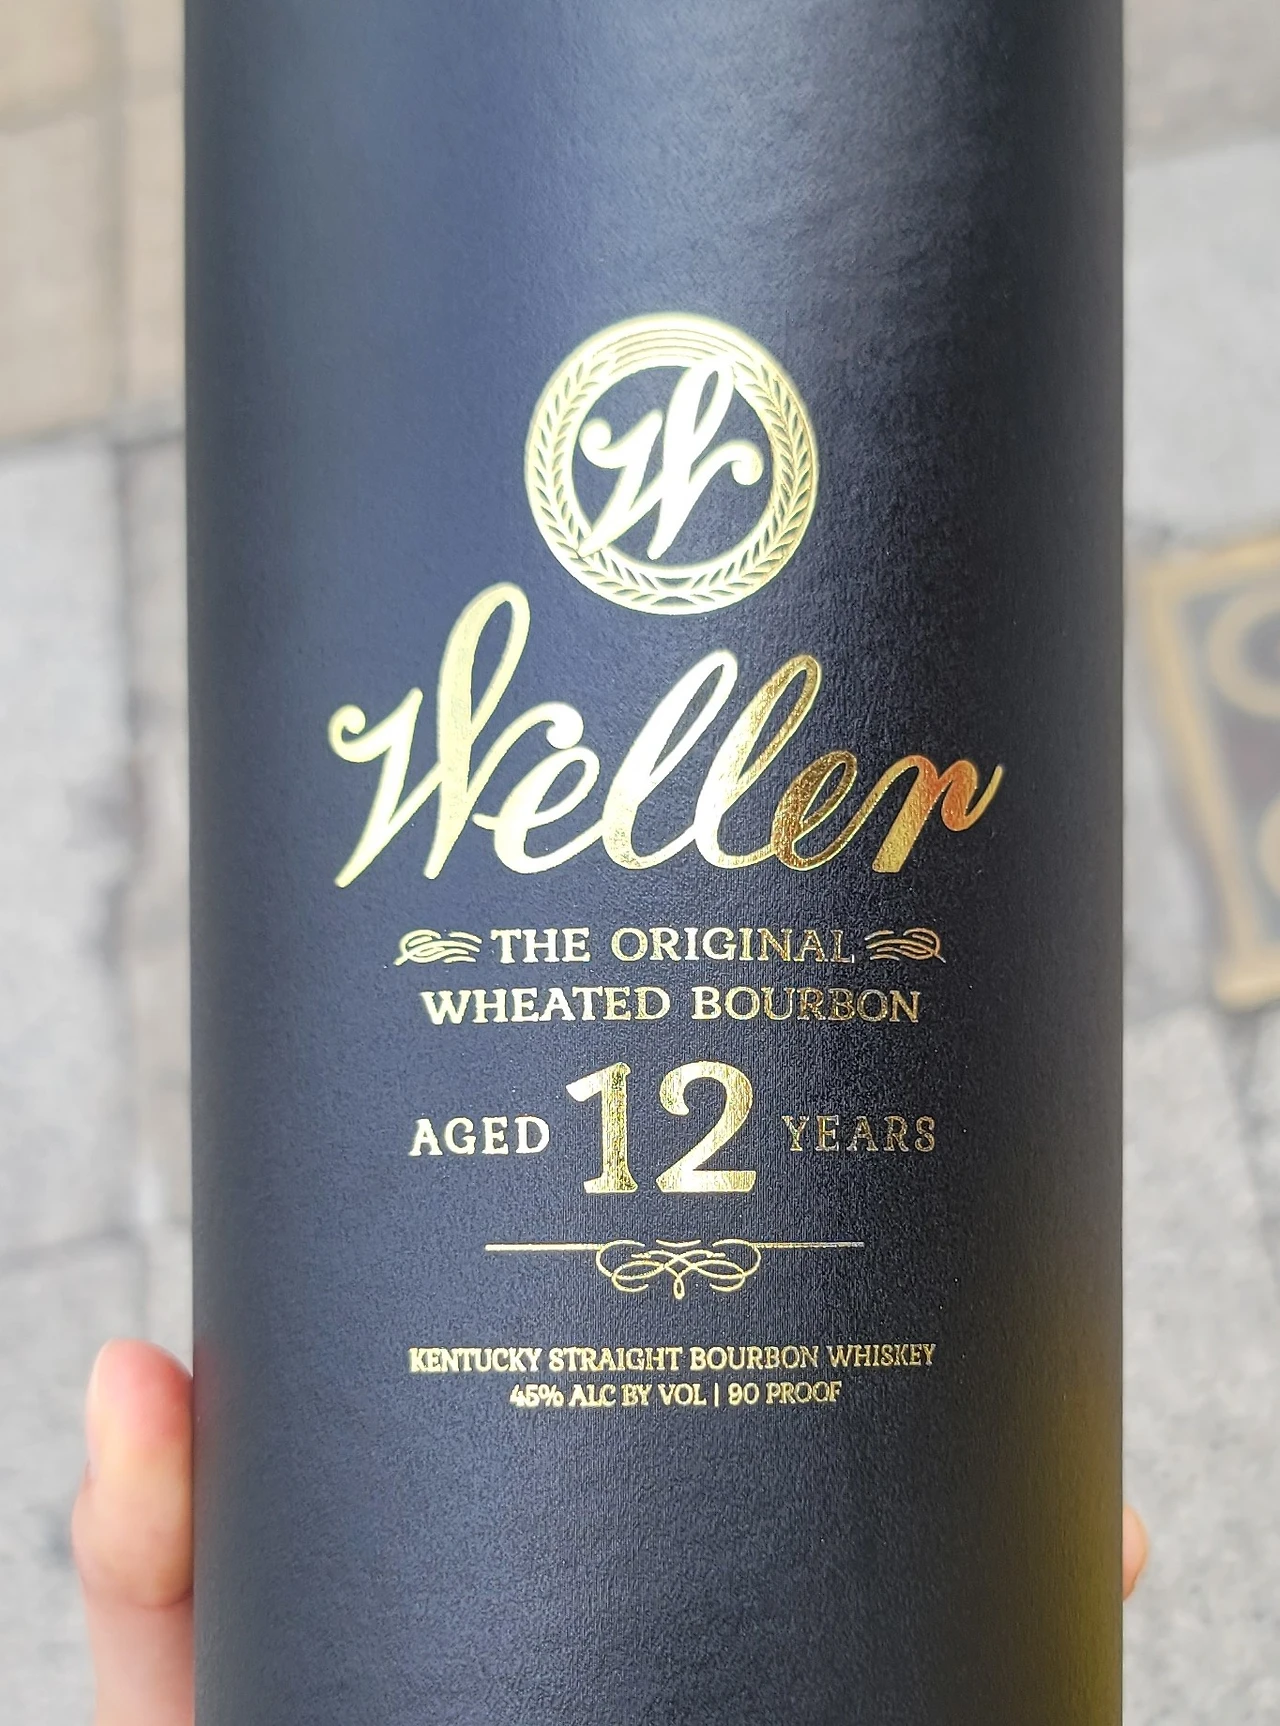 W
Weller
THE ORIGINAL
WHEATED BOURBON
AGED 12 YEARS
KENTUCKY STRAIGHT BOURBON WHISKEY
45% ALC BY VOL | 90 PROOF